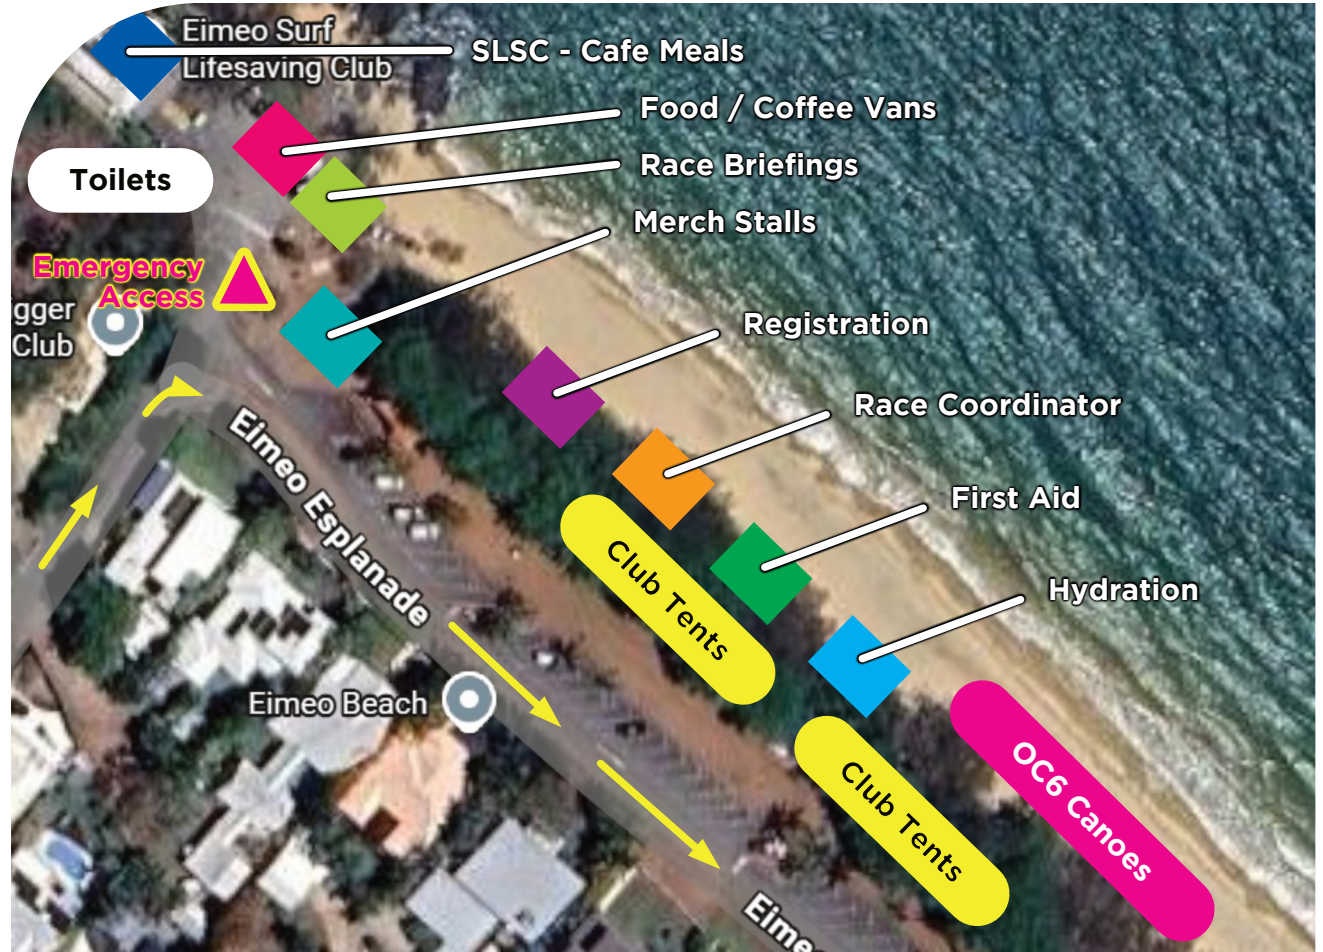 Eimeo Surf
Lifesaving Club
SLSC - Cafe Meals
Food / Coffee Vans
Race Briefings
Toilets
Merch Stalls
Emergency
Access
igger
Club
Registration
Race Coordinator
Eimeo Esplanade
First Aid
Club Tents
Hydration
Eimeo Beach
OC6 Canoes
Club Tents
Eime